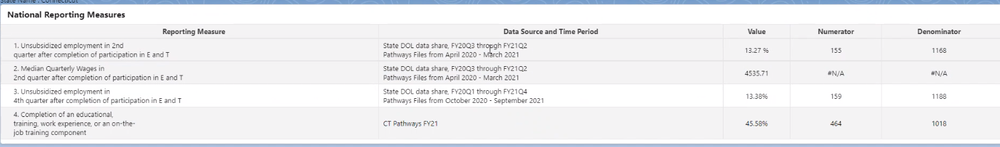 State Name : Connecticut
National Reporting Measures
Reporting Measure Data Source and Time Period Value Numerator Denominator
1. Unsubsidized employment in 2nd
quarter after completion of participation in E and T
State DOL data share, FY20Q3 through FY21Q2
Pathways Files from April 2020 - March 2021
13.27 % 155 1168
2. Median Quarterly Wages in
2nd quarter after completion of participation in E and T
State DOL data share, FY20Q3 through FY21Q2
Pathways Files from April 2020 - March 2021
4535.71 #N/A #N/A
3. Unsubsidized employment in
4th quarter after completion of participation in E and T
State DOL data share, FY20Q1 through FY21Q4
Pathways Files from October 2020 - September 2021
13.38% 159 1188
4. Completion of an educational,
training, work experience, or an on-the-
job training component
CT Pathways FY21
45.58% 464 1018